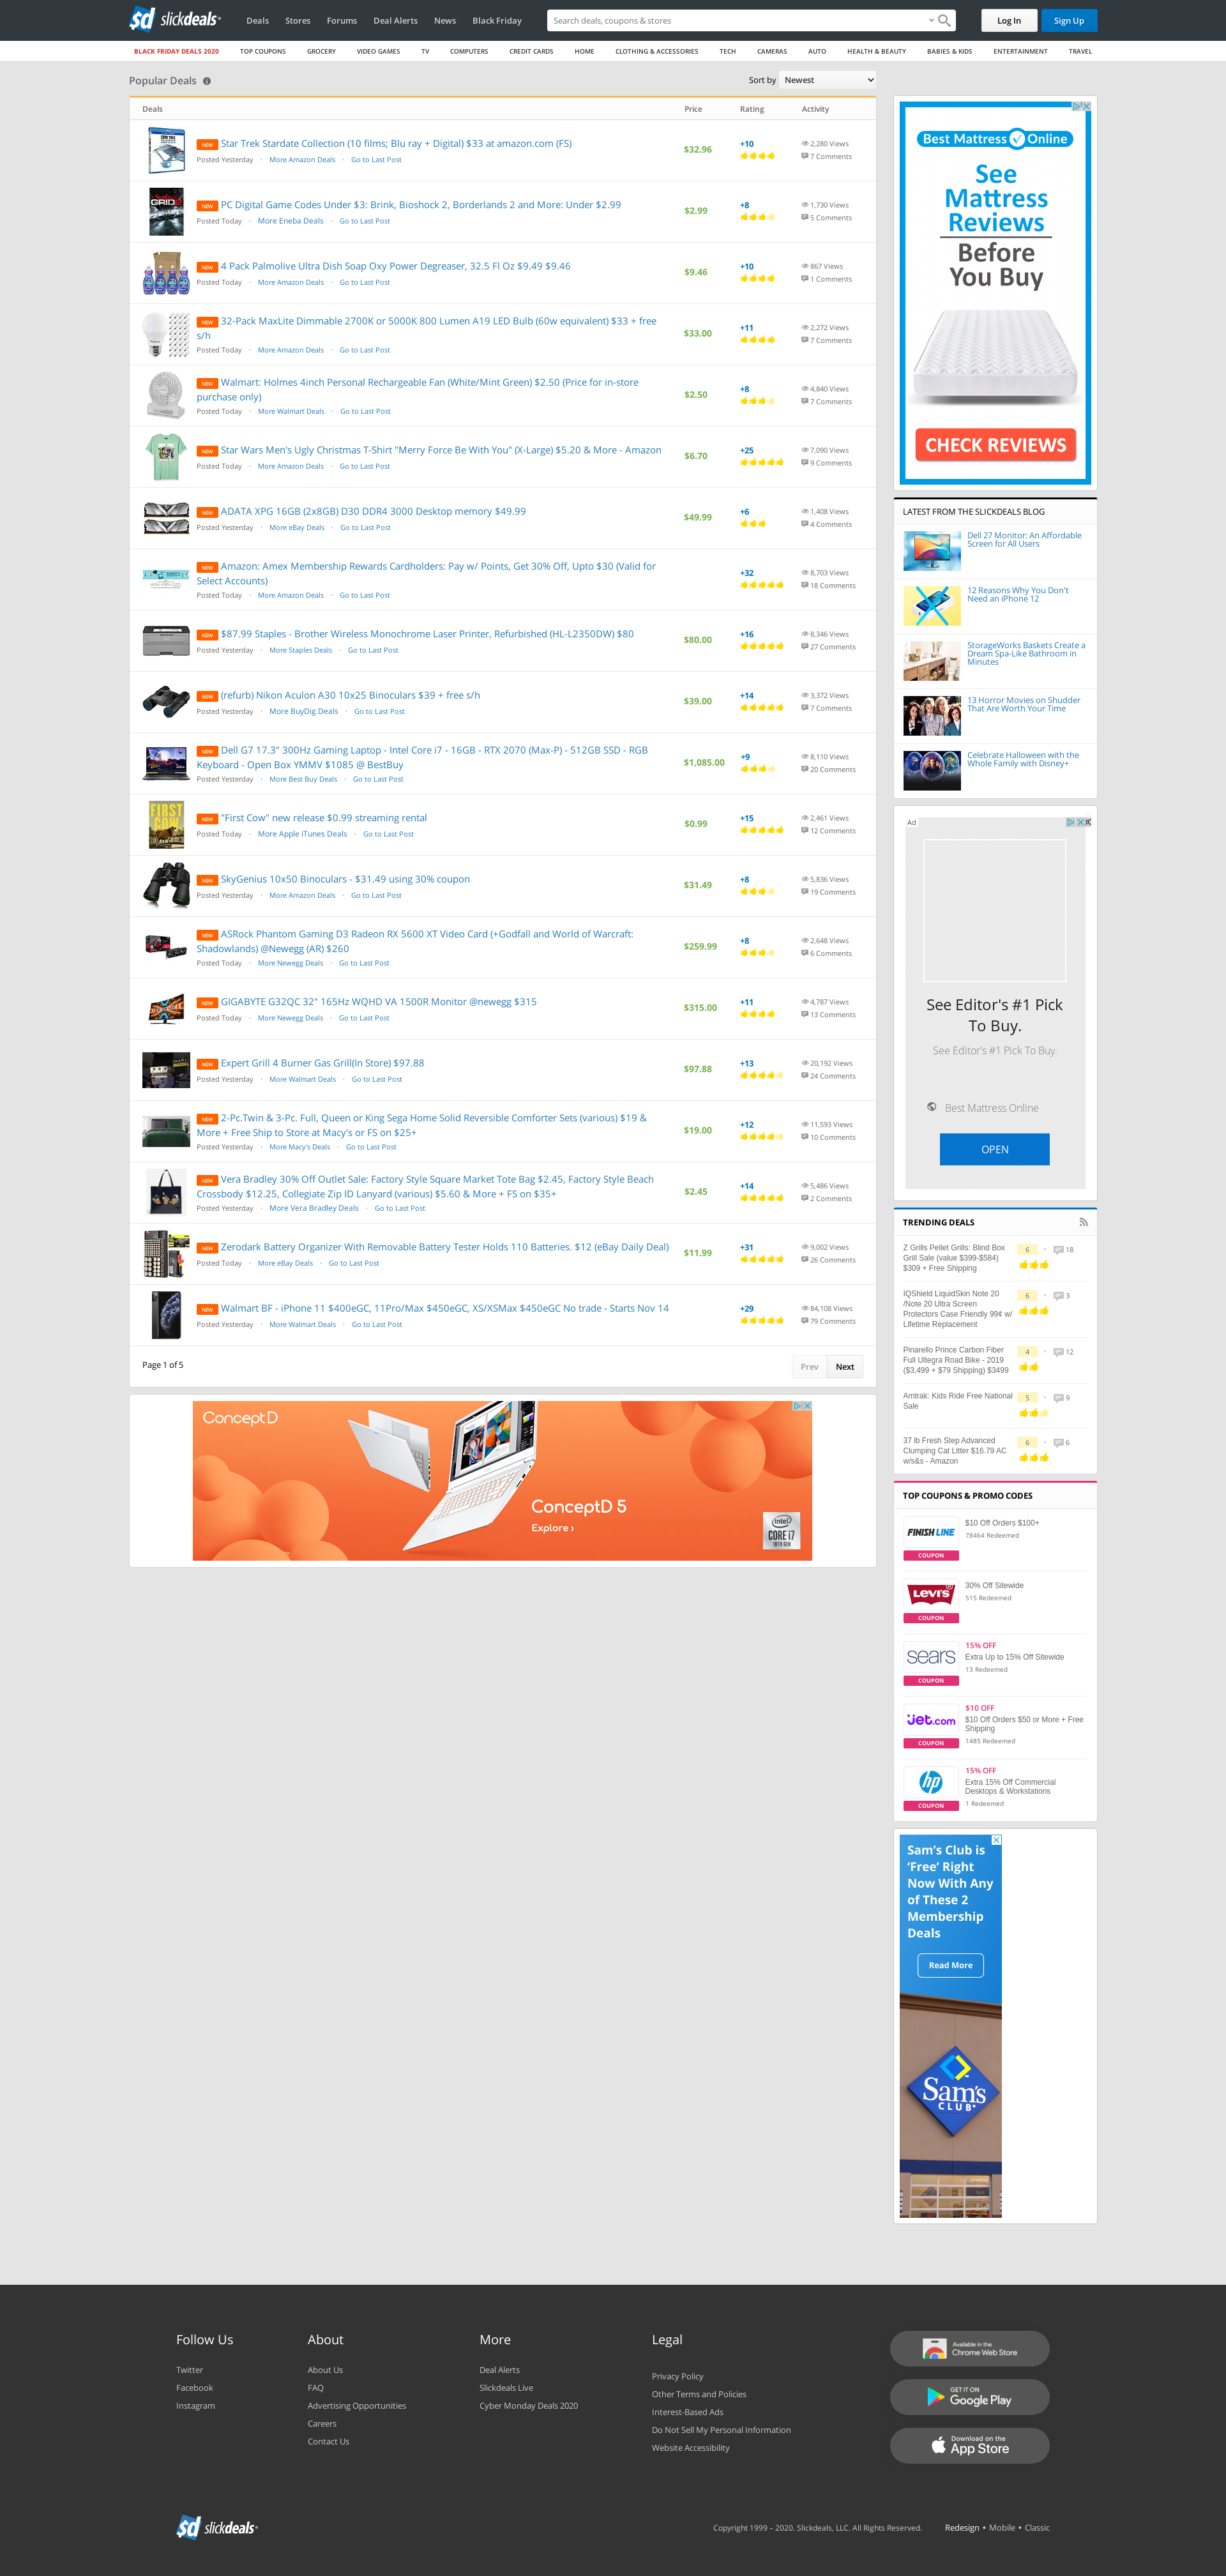 slickdeals
Deals
Stores
Forums
Deal Alerts
News
Black Friday
Search deals, coupons & stores
Log In
Sign Up
BLACK FRIDAY DEALS 2020
TOP COUPONS
GROCERY
VIDEO GAMES
TV
COMPUTERS
CREDIT CARDS
HOME
CLOTHING & ACCESSORIES
TECH
CAMERAS
AUTO
HEALTH & BEAUTY
BABIES & KIDS
ENTERTAINMENT
TRAVEL
Popular Deals
Sort by Newest
Deals Price Rating Activity
NEW Star Trek Stardate Collection (10 films; Blu ray + Digital) $33 at amazon.com (FS)
Posted Yesterday · More Amazon Deals · Go to Last Post
$32.96
+10
2,280 Views
7 Comments
NEW PC Digital Game Codes Under $3: Brink, Bioshock 2, Borderlands 2 and More: Under $2.99
Posted Today · More Eneba Deals · Go to Last Post
$2.99
+8
1,730 Views
5 Comments
NEW 4 Pack Palmolive Ultra Dish Soap Oxy Power Degreaser, 32.5 Fl Oz $9.49 $9.46
Posted Today · More Amazon Deals · Go to Last Post
$9.46
+10
867 Views
1 Comments
NEW 32-Pack MaxLite Dimmable 2700K or 5000K 800 Lumen A19 LED Bulb (60w equivalent) $33 + free
s/h
Posted Today · More Amazon Deals · Go to Last Post
$33.00
+11
2,272 Views
7 Comments
NEW Walmart: Holmes 4inch Personal Rechargeable Fan (White/Mint Green) $2.50 (Price for in-store
purchase only)
Posted Today · More Walmart Deals · Go to Last Post
$2.50
+8
4,840 Views
7 Comments
NEW Star Wars Men's Ugly Christmas T-Shirt "Merry Force Be With You" (X-Large) $5.20 & More - Amazon
Posted Today · More Amazon Deals · Go to Last Post
$6.70
+25
7,090 Views
9 Comments
NEW ADATA XPG 16GB (2x8GB) D30 DDR4 3000 Desktop memory $49.99
Posted Yesterday · More eBay Deals · Go to Last Post
$49.99
+6
1,408 Views
4 Comments
NEW Amazon: Amex Membership Rewards Cardholders: Pay w/ Points, Get 30% Off, Upto $30 (Valid for
Select Accounts)
Posted Today · More Amazon Deals · Go to Last Post
+32
8,703 Views
18 Comments
NEW $87.99 Staples - Brother Wireless Monochrome Laser Printer, Refurbished (HL-L2350DW) $80
Posted Yesterday · More Staples Deals · Go to Last Post
$80.00
+16
8,346 Views
27 Comments
NEW (refurb) Nikon Aculon A30 10x25 Binoculars $39 + free s/h
Posted Yesterday · More BuyDig Deals · Go to Last Post
$39.00
+14
3,372 Views
7 Comments
NEW Dell G7 17.3" 300Hz Gaming Laptop - Intel Core i7 - 16GB - RTX 2070 (Max-P) - 512GB SSD - RGB
Keyboard - Open Box YMMV $1085 @ BestBuy
Posted Yesterday · More Best Buy Deals · Go to Last Post
$1,085.00
+9
8,110 Views
20 Comments
FIRST COW
NEW "First Cow" new release $0.99 streaming rental
Posted Today · More Apple iTunes Deals · Go to Last Post
$0.99
+15
2,461 Views
12 Comments
NEW SkyGenius 10x50 Binoculars - $31.49 using 30% coupon
Posted Yesterday · More Amazon Deals · Go to Last Post
$31.49
+8
5,836 Views
19 Comments
NEW ASRock Phantom Gaming D3 Radeon RX 5600 XT Video Card (+Godfall and World of Warcraft:
Shadowlands) @Newegg (AR) $260
Posted Today · More Newegg Deals · Go to Last Post
$259.99
+8
2,648 Views
6 Comments
NEW GIGABYTE G32QC 32" 165Hz WQHD VA 1500R Monitor @newegg $315
Posted Today · More Newegg Deals · Go to Last Post
$315.00
+11
4,787 Views
13 Comments
NEW Expert Grill 4 Burner Gas Grill(In Store) $97.88
Posted Yesterday · More Walmart Deals · Go to Last Post
$97.88
+13
20,192 Views
24 Comments
NEW 2-Pc.Twin & 3-Pc. Full, Queen or King Sega Home Solid Reversible Comforter Sets (various) $19 &
More + Free Ship to Store at Macy's or FS on $25+
Posted Yesterday · More Macy's Deals · Go to Last Post
$19.00
+12
11,593 Views
10 Comments
NEW Vera Bradley 30% Off Outlet Sale: Factory Style Square Market Tote Bag $2.45, Factory Style Beach
Crossbody $12.25, Collegiate Zip ID Lanyard (various) $5.60 & More + FS on $35+
Posted Yesterday · More Vera Bradley Deals · Go to Last Post
$2.45
+14
5,486 Views
2 Comments
NEW Zerodark Battery Organizer With Removable Battery Tester Holds 110 Batteries. $12 (eBay Daily Deal)
Posted Today · More eBay Deals · Go to Last Post
$11.99
+31
9,002 Views
26 Comments
NEW Walmart BF - iPhone 11 $400eGC, 11Pro/Max $450eGC, XS/XSMax $450eGC No trade - Starts Nov 14
Posted Yesterday · More Walmart Deals · Go to Last Post
+29
84,108 Views
79 Comments
Page 1 of 5
Prev
Next
ConceptD
ConceptD 5
Explore ›
intel
CORE i7
10TH GEN
Best Mattress Online
See
Mattress
Reviews
Before
You Buy
CHECK REVIEWS
LATEST FROM THE SLICKDEALS BLOG
Dell 27 Monitor: An Affordable
Screen for All Users
12 Reasons Why You Don't
Need an iPhone 12
StorageWorks Baskets Create a
Dream Spa-Like Bathroom in
Minutes
13 Horror Movies on Shudder
That Are Worth Your Time
Celebrate Halloween with the
Whole Family with Disney+
Ad
See Editor's #1 Pick
To Buy.
See Editor's #1 Pick To Buy.
Best Mattress Online
OPEN
TRENDING DEALS
Z Grills Pellet Grills: Blind Box
Grill Sale (value $399-$584)
$309 + Free Shipping
6 · 18
IQShield LiquidSkin Note 20
/Note 20 Ultra Screen
Protectors Case Friendly 99¢ w/
Lifetime Replacement
6 · 3
Pinarello Prince Carbon Fiber
Full Ultegra Road Bike - 2019
($3,499 + $79 Shipping) $3499
4 · 12
Amtrak: Kids Ride Free National
Sale
5 · 9
37 lb Fresh Step Advanced
Clumping Cat Litter $16.79 AC
w/s&s - Amazon
6 · 6
TOP COUPONS & PROMO CODES
FINISH LINE
COUPON
$10 Off Orders $100+
78464 Redeemed
LEVI'S
COUPON
30% Off Sitewide
515 Redeemed
sears
COUPON
15% OFF
Extra Up to 15% Off Sitewide
13 Redeemed
jet.com
COUPON
$10 OFF
$10 Off Orders $50 or More + Free
Shipping
1485 Redeemed
hp
COUPON
15% OFF
Extra 15% Off Commercial
Desktops & Workstations
1 Redeemed
Sam's Club is
'Free' Right
Now With Any
of These 2
Membership
Deals
Read More
Sam's
CLUB
Follow Us
Twitter
Facebook
Instagram
About
About Us
FAQ
Advertising Opportunities
Careers
Contact Us
More
Deal Alerts
Slickdeals Live
Cyber Monday Deals 2020
Legal
Privacy Policy
Other Terms and Policies
Interest-Based Ads
Do Not Sell My Personal Information
Website Accessibility
Available in the
Chrome Web Store
GET IT ON
Google Play
Download on the
App Store
slickdeals
Copyright 1999 - 2020. Slickdeals, LLC. All Rights Reserved.
Redesign • Mobile • Classic